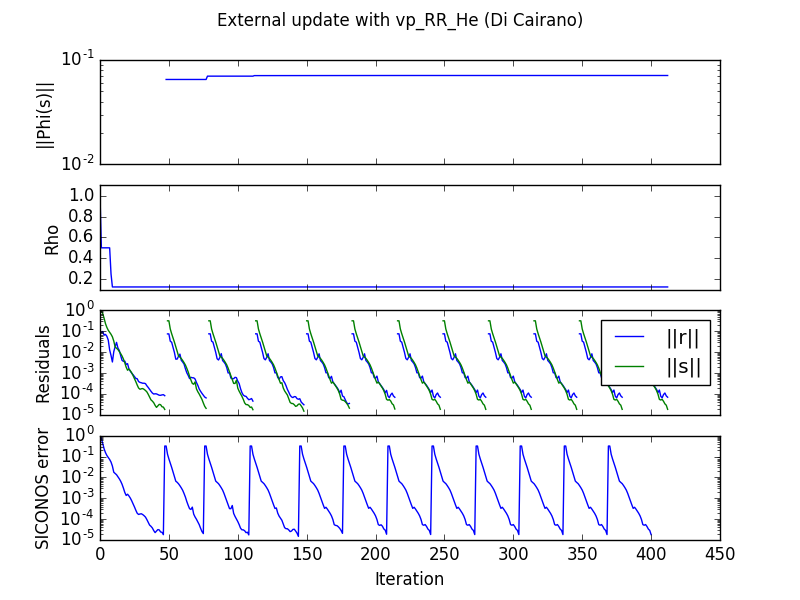 External update with vp_RR_He (Di Cairano)
10^-1
10^-2
||Phi(s)||
1.0
0.8
0.6
0.4
0.2
Rho
10^0
10^-1
10^-2
10^-3
10^-4
10^-5
Residuals
||r||
||s||
10^0
10^-1
10^-2
10^-3
10^-4
10^-5
SICONOS error
0 50 100 150 200 250 300 350 400 450
Iteration